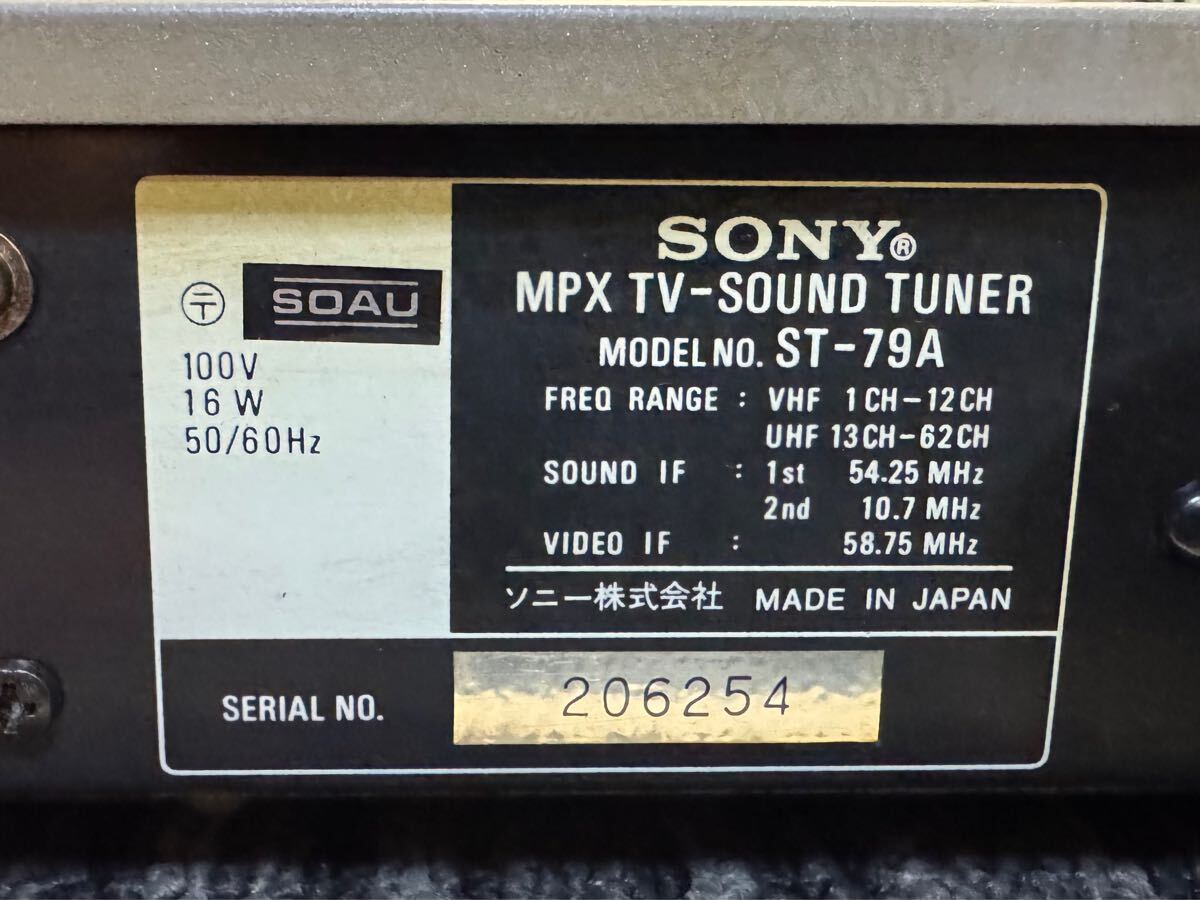 SONY®
MPX TV-SOUND TUNER
MODEL NO. ST-79A
FREQ RANGE : VHF 1CH-12CH
UHF 13CH-62CH
SOUND IF : 1st 54.25 MHz
2nd 10.7 MHz
VIDEO IF : 58.75 MHz
ソニー株式会社 MADE IN JAPAN
〶 SOAU
100V
16W
50/60Hz
SERIAL NO. 206254